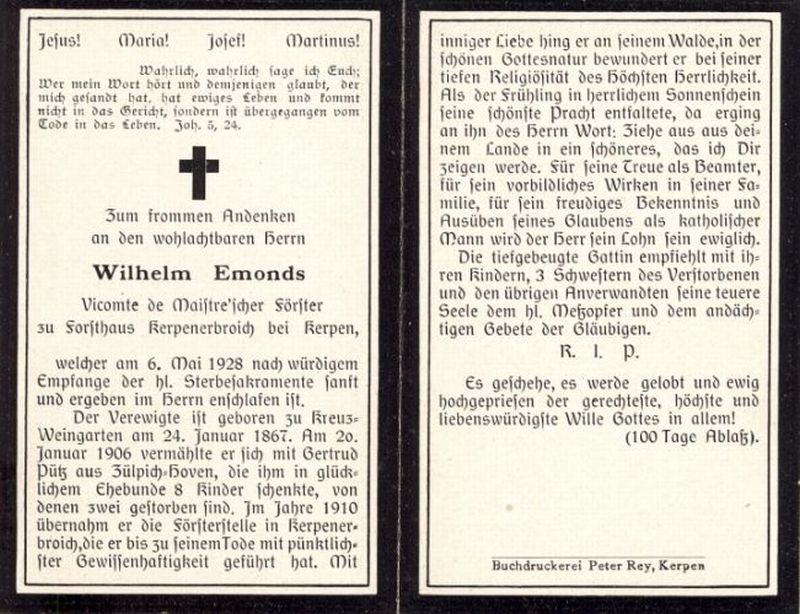 Jesus! Maria! Josef! Martinus!
Wahrlich, wahrlich sage ich Euch;
Wer mein Wort hört und demjenigen glaubt, der
mich gesandt hat, hat ewiges Leben und kommt
nicht in das Gericht, sondern ist übergegangen vom
Tode in das Leben. Joh. 5, 24.
Zum frommen Andenken
an den wohlachtbaren Herrn
Wilhelm Emonds
Vicomte de Maistre'scher Förster
zu Forsthaus Kerpenerbroich bei Kerpen,
welcher am 6. Mai 1928 nach würdigem
Empfange der hl. Sterbesakramente sanft
und ergeben im Herrn enschlafen ist.
Der Verewigte ist geboren zu Kreuz-
Weingarten am 24. Januar 1867. Am 20.
Januar 1906 vermählte er sich mit Gertrud
Pütz aus Zülpich-Hoven, die ihm in glück-
lichem Ehebunde 8 Kinder schenkte, von
denen zwei gestorben sind. Im Jahre 1910
übernahm er die Försterstelle in Kerpener-
broich, die er bis zu seinem Tode mit pünktlich-
ster Gewissenhaftigkeit geführt hat. Mit
inniger Liebe hing er an seinem Walde, in der
schönen Gottesnatur bewundert er bei seiner
tiefen Religiösität des Höchsten Herrlichkeit.
Als der Frühling in herrlichem Sonnenschein
seine schönste Pracht entfaltete, da erging
an ihn des Herrn Wort: Ziehe aus aus dei-
nem Lande in ein schöneres, das ich Dir
zeigen werde. Für seine Treue als Beamter,
für sein vorbildliches Wirken in seiner Fa-
milie, für sein freudiges Bekenntnis und
Ausüben seines Glaubens als katholischer
Mann wird der Herr sein Lohn sein ewiglich.
Die tiefgebeugte Gattin empfiehlt mit ih-
ren Kindern, 3 Schwestern des Verstorbenen
und den übrigen Anverwandten seine teuere
Seele dem hl. Meßopfer und dem andäch-
tigen Gebete der Gläubigen.
R. I. P.
Es geschehe, es werde gelobt und ewig
hochgepriesen der gerechteste, höchste und
liebenswürdigste Wille Gottes in allem!
(100 Tage Ablaß).
Buchdruckerei Peter Rey, Kerpen